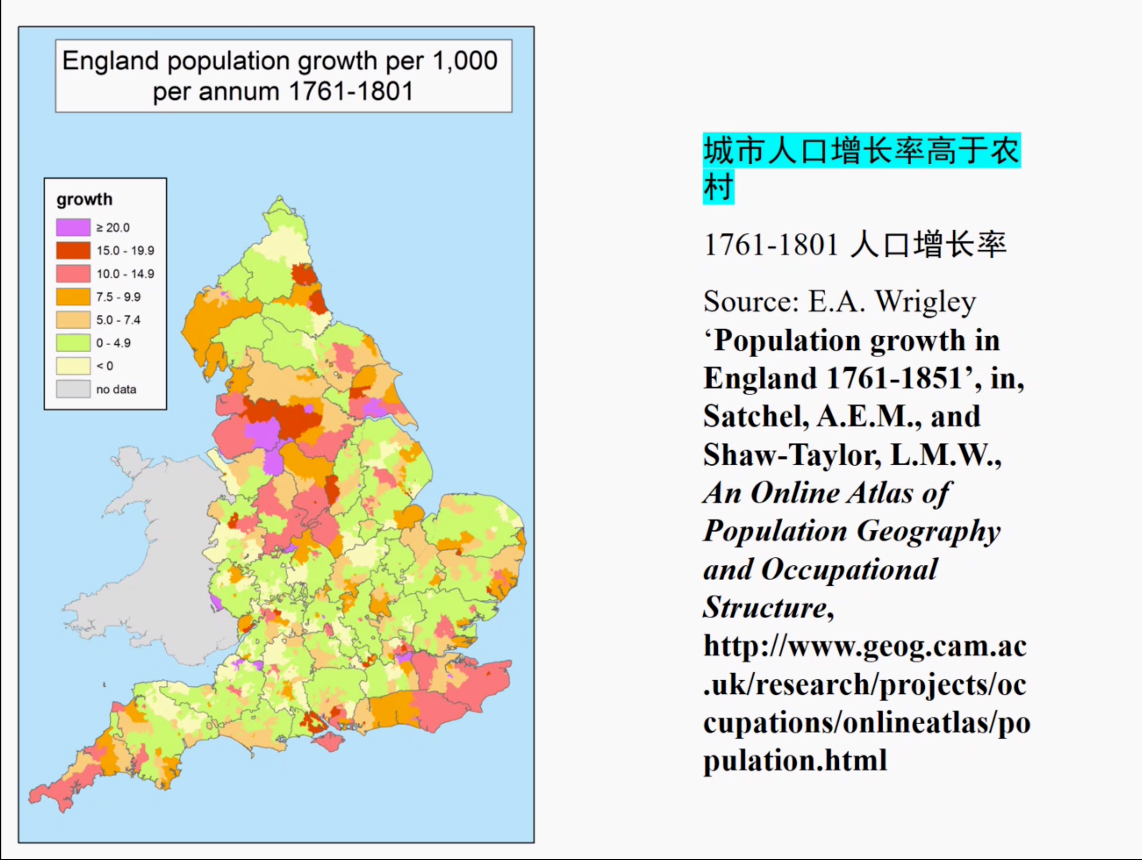 England population growth per 1,000
per annum 1761-1801
growth
≥ 20.0
15.0 - 19.9
10.0 - 14.9
7.5 - 9.9
5.0 - 7.4
0 - 4.9
< 0
no data
城市人口增长率高于农
村
1761-1801 人口增长率
Source: E.A. Wrigley
‘Population growth in
England 1761-1851’, in,
Satchel, A.E.M., and
Shaw-Taylor, L.M.W.,
An Online Atlas of
Population Geography
and Occupational
Structure,
http://www.geog.cam.ac
.uk/research/projects/oc
cupations/onlineatlas/po
pulation.html